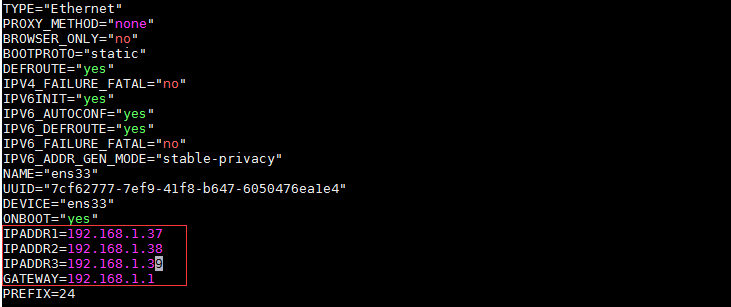 TYPE="Ethernet"
PROXY_METHOD="none"
BROWSER_ONLY="no"
BOOTPROTO="static"
DEFROUTE="yes"
IPV4_FAILURE_FATAL="no"
IPV6INIT="yes"
IPV6_AUTOCONF="yes"
IPV6_DEFROUTE="yes"
IPV6_FAILURE_FATAL="no"
IPV6_ADDR_GEN_MODE="stable-privacy"
NAME="ens33"
UUID="7cf62777-7ef9-41f8-b647-6050476ea1e4"
DEVICE="ens33"
ONBOOT="yes"
IPADDR1=192.168.1.37
IPADDR2=192.168.1.38
IPADDR3=192.168.1.39
GATEWAY=192.168.1.1
PREFIX=24